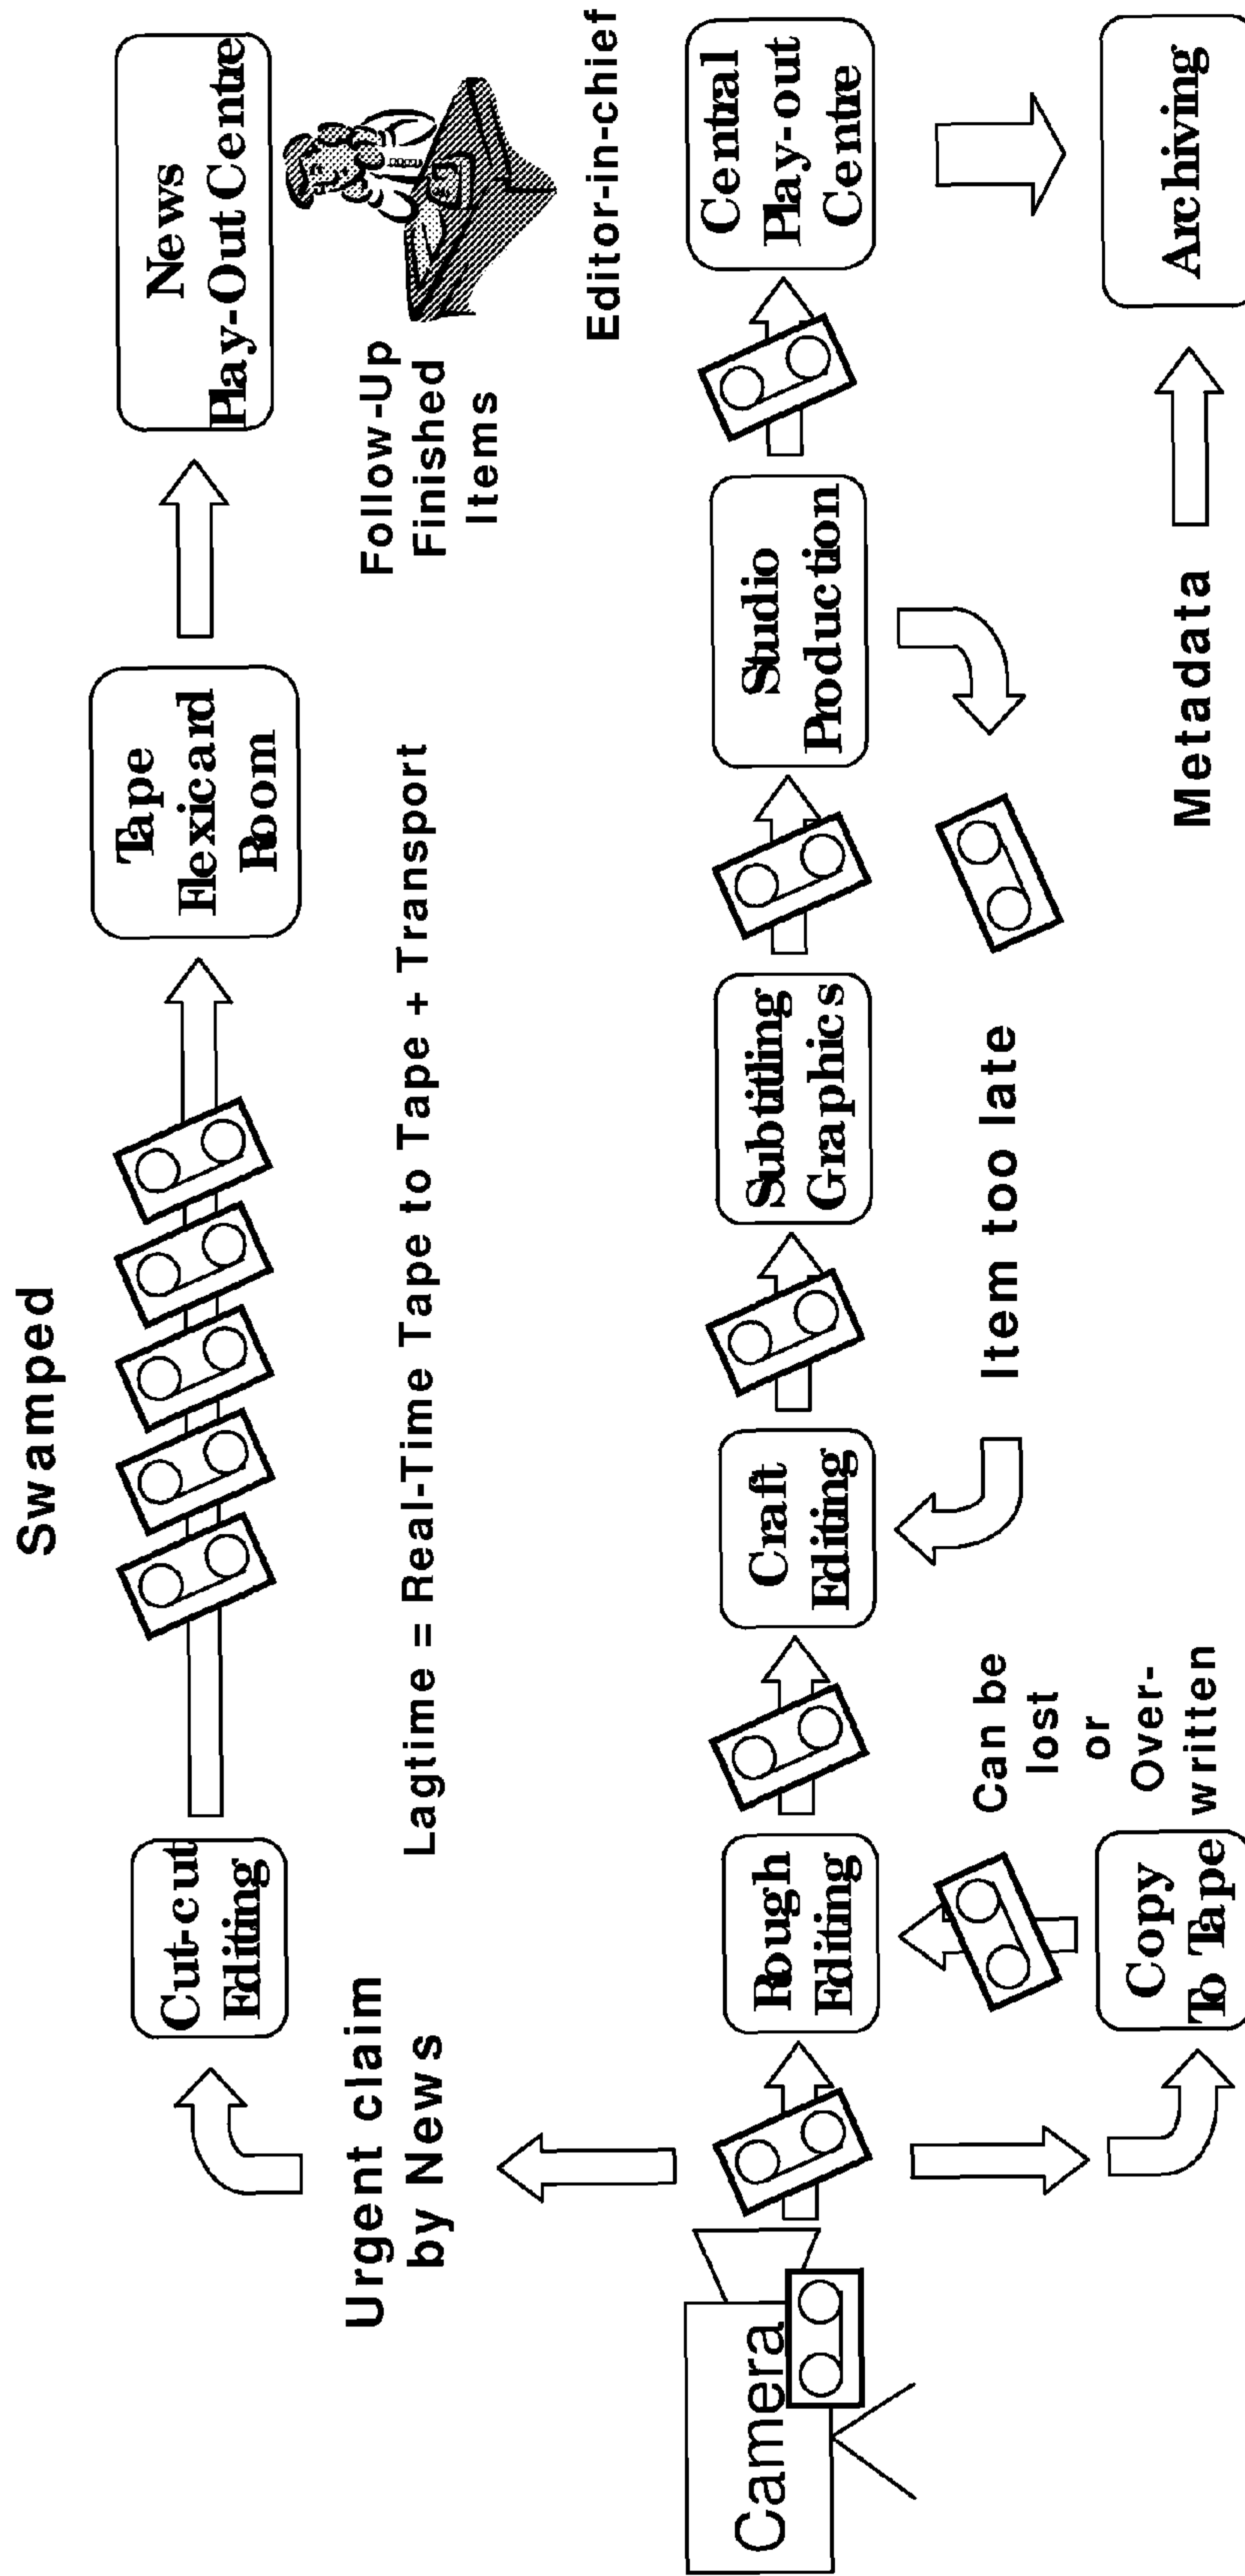 Swamped
Cut-cut
Editing
Tape
Flexicard
Room
News
Play-Out Centre
Lagtime = Real-Time Tape to Tape + Transport
Follow-Up
Finished
Items
Urgent claim
by News
Editor-in-chief
Camera
Rough
Editing
Craft
Editing
Subtitling
Graphics
Studio
Production
Central
Play-out
Centre
Can be
lost
or
Over-
written
Item too late
Copy
To Tape
Metadata
Archiving